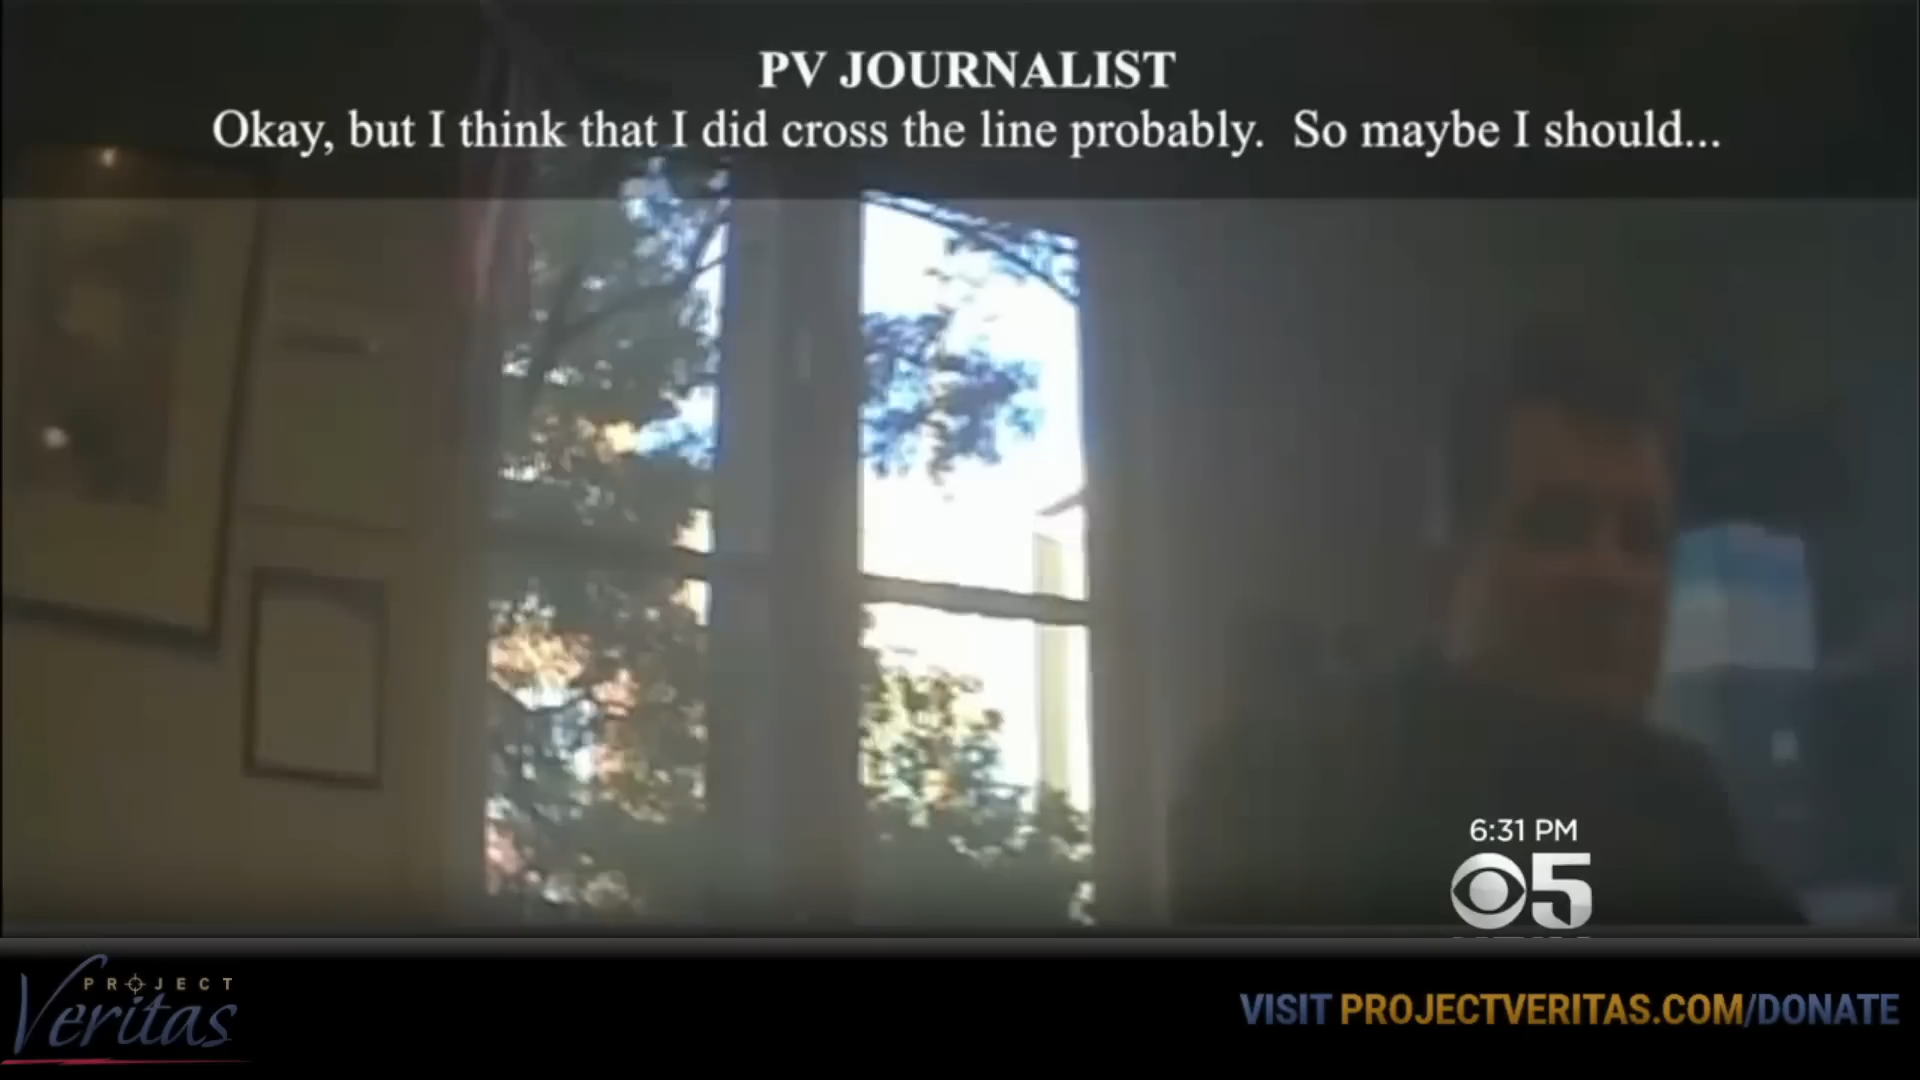 PV JOURNALIST
Okay, but I think that I did cross the line probably.  So maybe I should...
6:31 PM
5
PROJECT
Veritas
VISIT PROJECTVERITAS.COM/DONATE